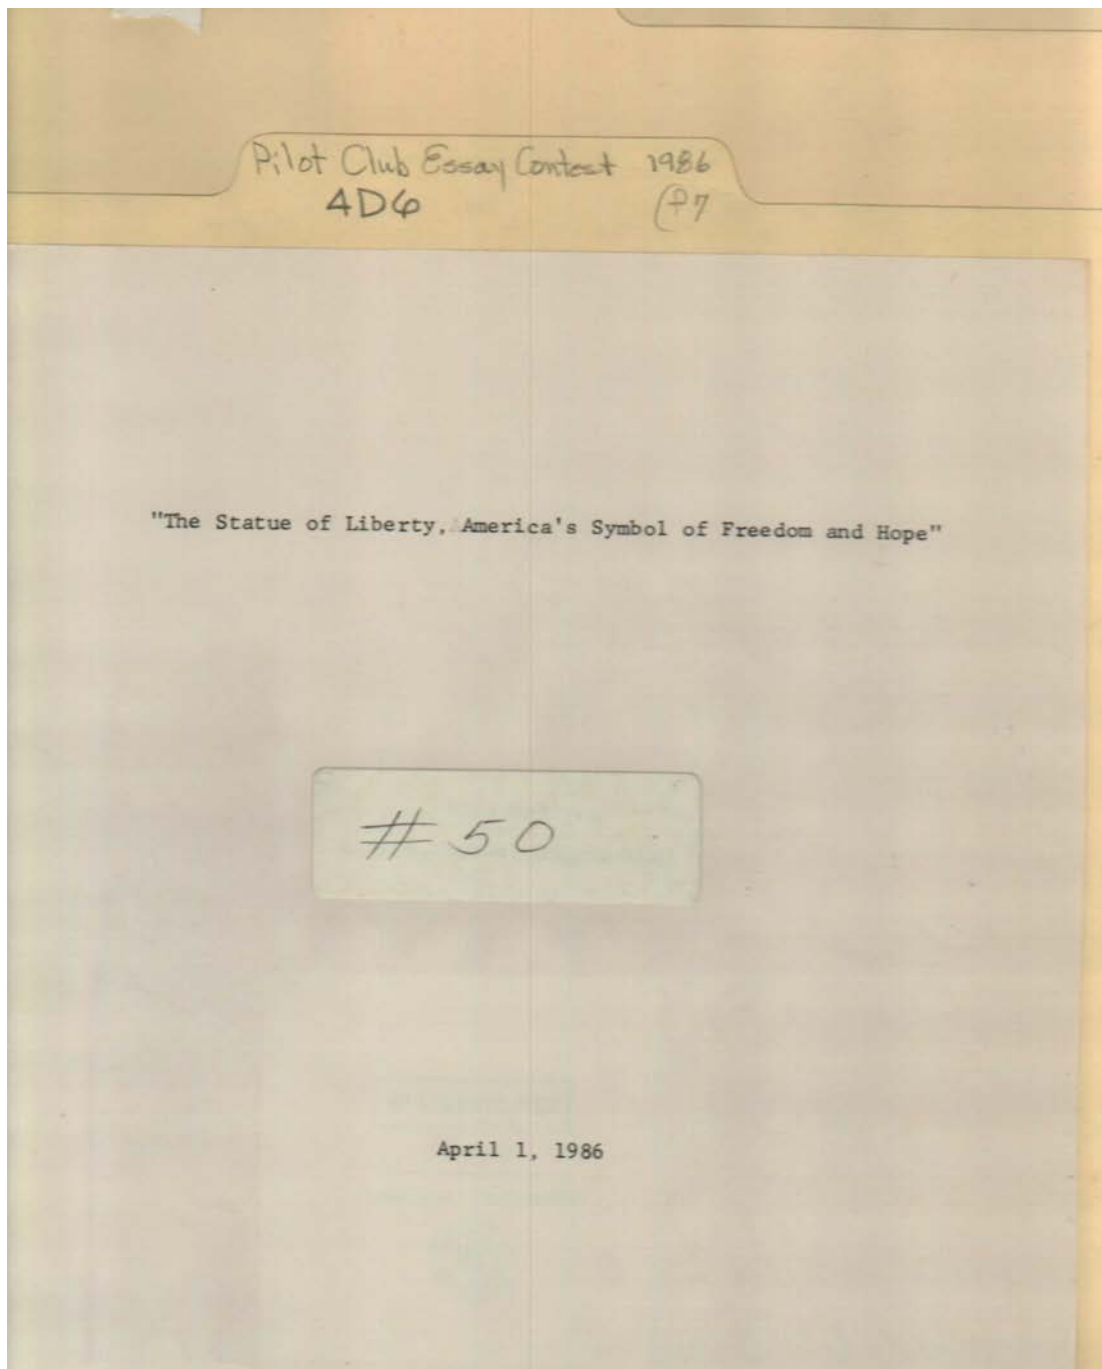 Pilot Club Essay Contest 1986
4D6
"The Statue of Liberty, America's Symbol of Freedom and Hope"
#50
April 1, 1986